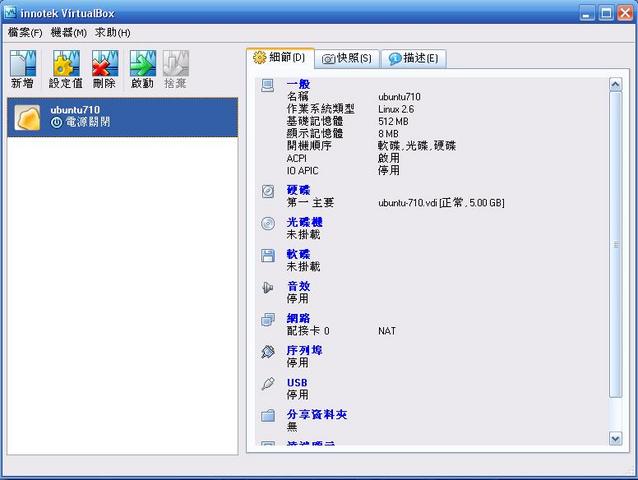 innotek VirtualBox
檔案(F) 機器(M) 求助(H)
新增 設定值 刪除 啟動 捨棄
ubuntu710
電源關閉
細節(D) 快照(S) 描述(E)
一般
名稱 ubuntu710
作業系統類型 Linux 2.6
基礎記憶體 512 MB
顯示記憶體 8 MB
開機順序 軟碟,光碟,硬碟
ACPI 啟用
IO APIC 停用
硬碟
第一 主要 ubuntu-710.vdi [正常, 5.00 GB]
光碟機
未掛載
軟碟
未掛載
音效
停用
網路
配接卡 0 NAT
序列埠
停用
USB
停用
分享資料夾
無